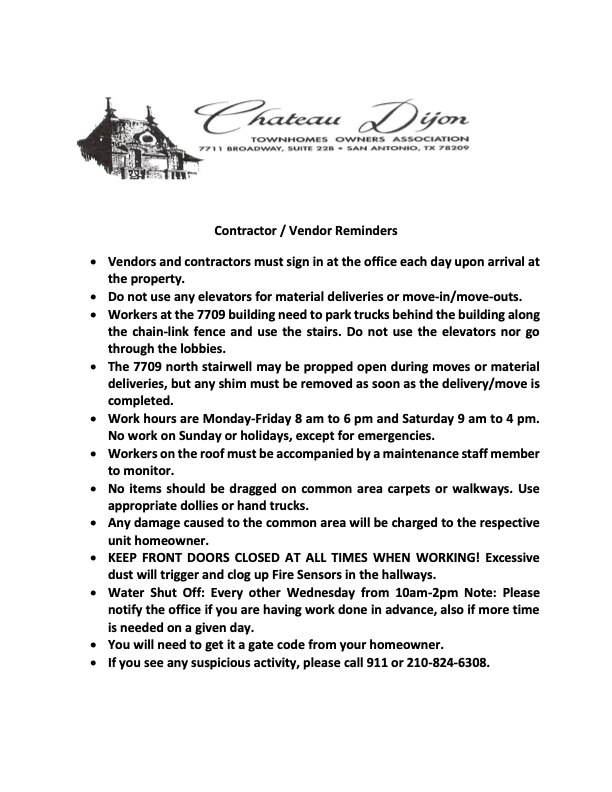 Chateau Dijon
TOWNHOMES OWNERS ASSOCIATION
7711 BROADWAY, SUITE 22B • SAN ANTONIO, TX 78209
Contractor / Vendor Reminders
• Vendors and contractors must sign in at the office each day upon arrival at
the property.
• Do not use any elevators for material deliveries or move-in/move-outs.
• Workers at the 7709 building need to park trucks behind the building along
the chain-link fence and use the stairs. Do not use the elevators nor go
through the lobbies.
• The 7709 north stairwell may be propped open during moves or material
deliveries, but any shim must be removed as soon as the delivery/move is
completed.
• Work hours are Monday-Friday 8 am to 6 pm and Saturday 9 am to 4 pm.
No work on Sunday or holidays, except for emergencies.
• Workers on the roof must be accompanied by a maintenance staff member
to monitor.
• No items should be dragged on common area carpets or walkways. Use
appropriate dollies or hand trucks.
• Any damage caused to the common area will be charged to the respective
unit homeowner.
• KEEP FRONT DOORS CLOSED AT ALL TIMES WHEN WORKING! Excessive
dust will trigger and clog up Fire Sensors in the hallways.
• Water Shut Off: Every other Wednesday from 10am-2pm Note: Please
notify the office if you are having work done in advance, also if more time
is needed on a given day.
• You will need to get it a gate code from your homeowner.
• If you see any suspicious activity, please call 911 or 210-824-6308.